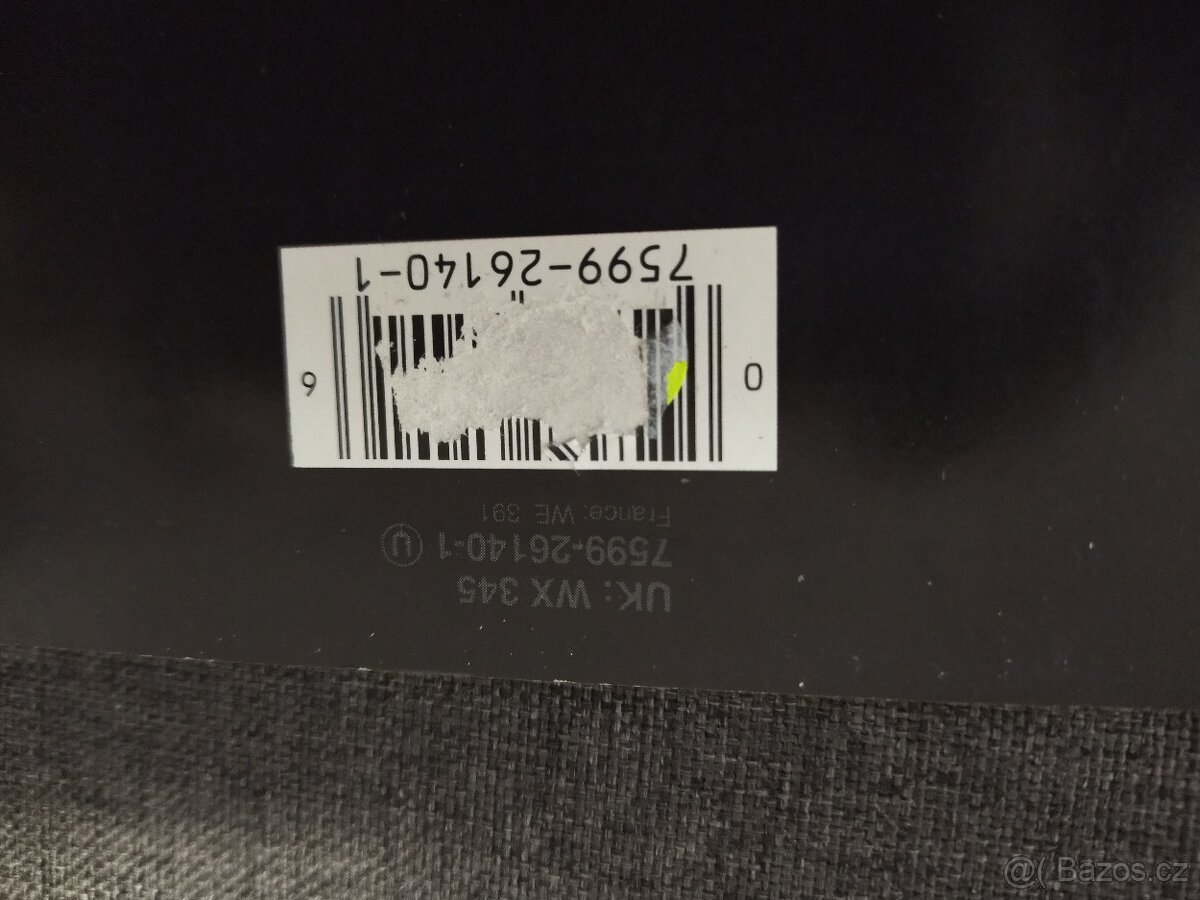 UK: WX 345
7599-26140-1 U
France: WE 391
0 6
7599-26140-1
@( Bazos.cz